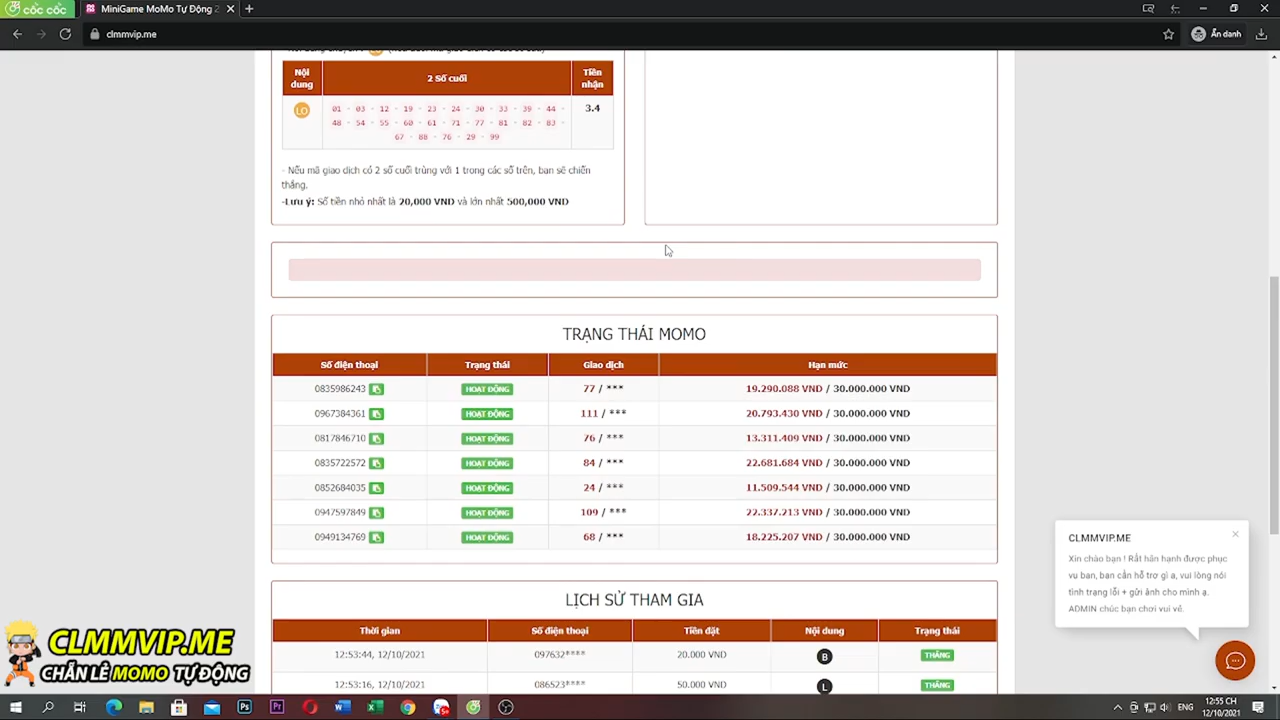 cốc cốc
MiniGame MoMo Tự Động 2
clmmvip.me
Ẩn danh
Nội dung
2 Số cuối
Tiền nhận
LO
01 - 03 - 12 - 19 - 23 - 24 - 30 - 33 - 39 - 44 -
48 - 54 - 55 - 60 - 61 - 71 - 77 - 81 - 82 - 83 -
67 - 88 - 76 - 29 - 99
3.4
- Nếu mã giao dịch có 2 số cuối trùng với 1 trong các số trên, bạn sẽ chiến
thắng.
-Lưu ý: Số tiền nhỏ nhất là 20,000 VND và lớn nhất 500,000 VND
TRẠNG THÁI MOMO
Số điện thoại Trạng thái Giao dịch Hạn mức
0835986243 HOẠT ĐỘNG 77 / *** 19.290.088 VND / 30.000.000 VND
0967384361 HOẠT ĐỘNG 111 / *** 20.793.430 VND / 30.000.000 VND
0817846710 HOẠT ĐỘNG 76 / *** 13.311.409 VND / 30.000.000 VND
0835722572 HOẠT ĐỘNG 84 / *** 22.681.684 VND / 30.000.000 VND
0852684035 HOẠT ĐỘNG 24 / *** 11.509.544 VND / 30.000.000 VND
0947597849 HOẠT ĐỘNG 109 / *** 22.337.213 VND / 30.000.000 VND
0949134769 HOẠT ĐỘNG 68 / *** 18.225.207 VND / 30.000.000 VND
LỊCH SỬ THAM GIA
Thời gian Số điện thoại Tiền đặt Nội dung Trạng thái
12:53:44, 12/10/2021 097632**** 20.000 VND B THẮNG
12:53:16, 12/10/2021 086523**** 50.000 VND L THẮNG
CLMMVIP.ME
Xin chào bạn ! Rất hân hạnh được phục
vụ bạn, bạn cần hỗ trợ gì ạ, vui lòng nói
tình trạng lỗi + gửi ảnh cho mình ạ.
ADMIN chúc bạn chơi vui vẻ.
CLMMVIP.ME
CHẴN LẺ MOMO TỰ ĐỘNG
ENG
12:55 CH
12/10/2021